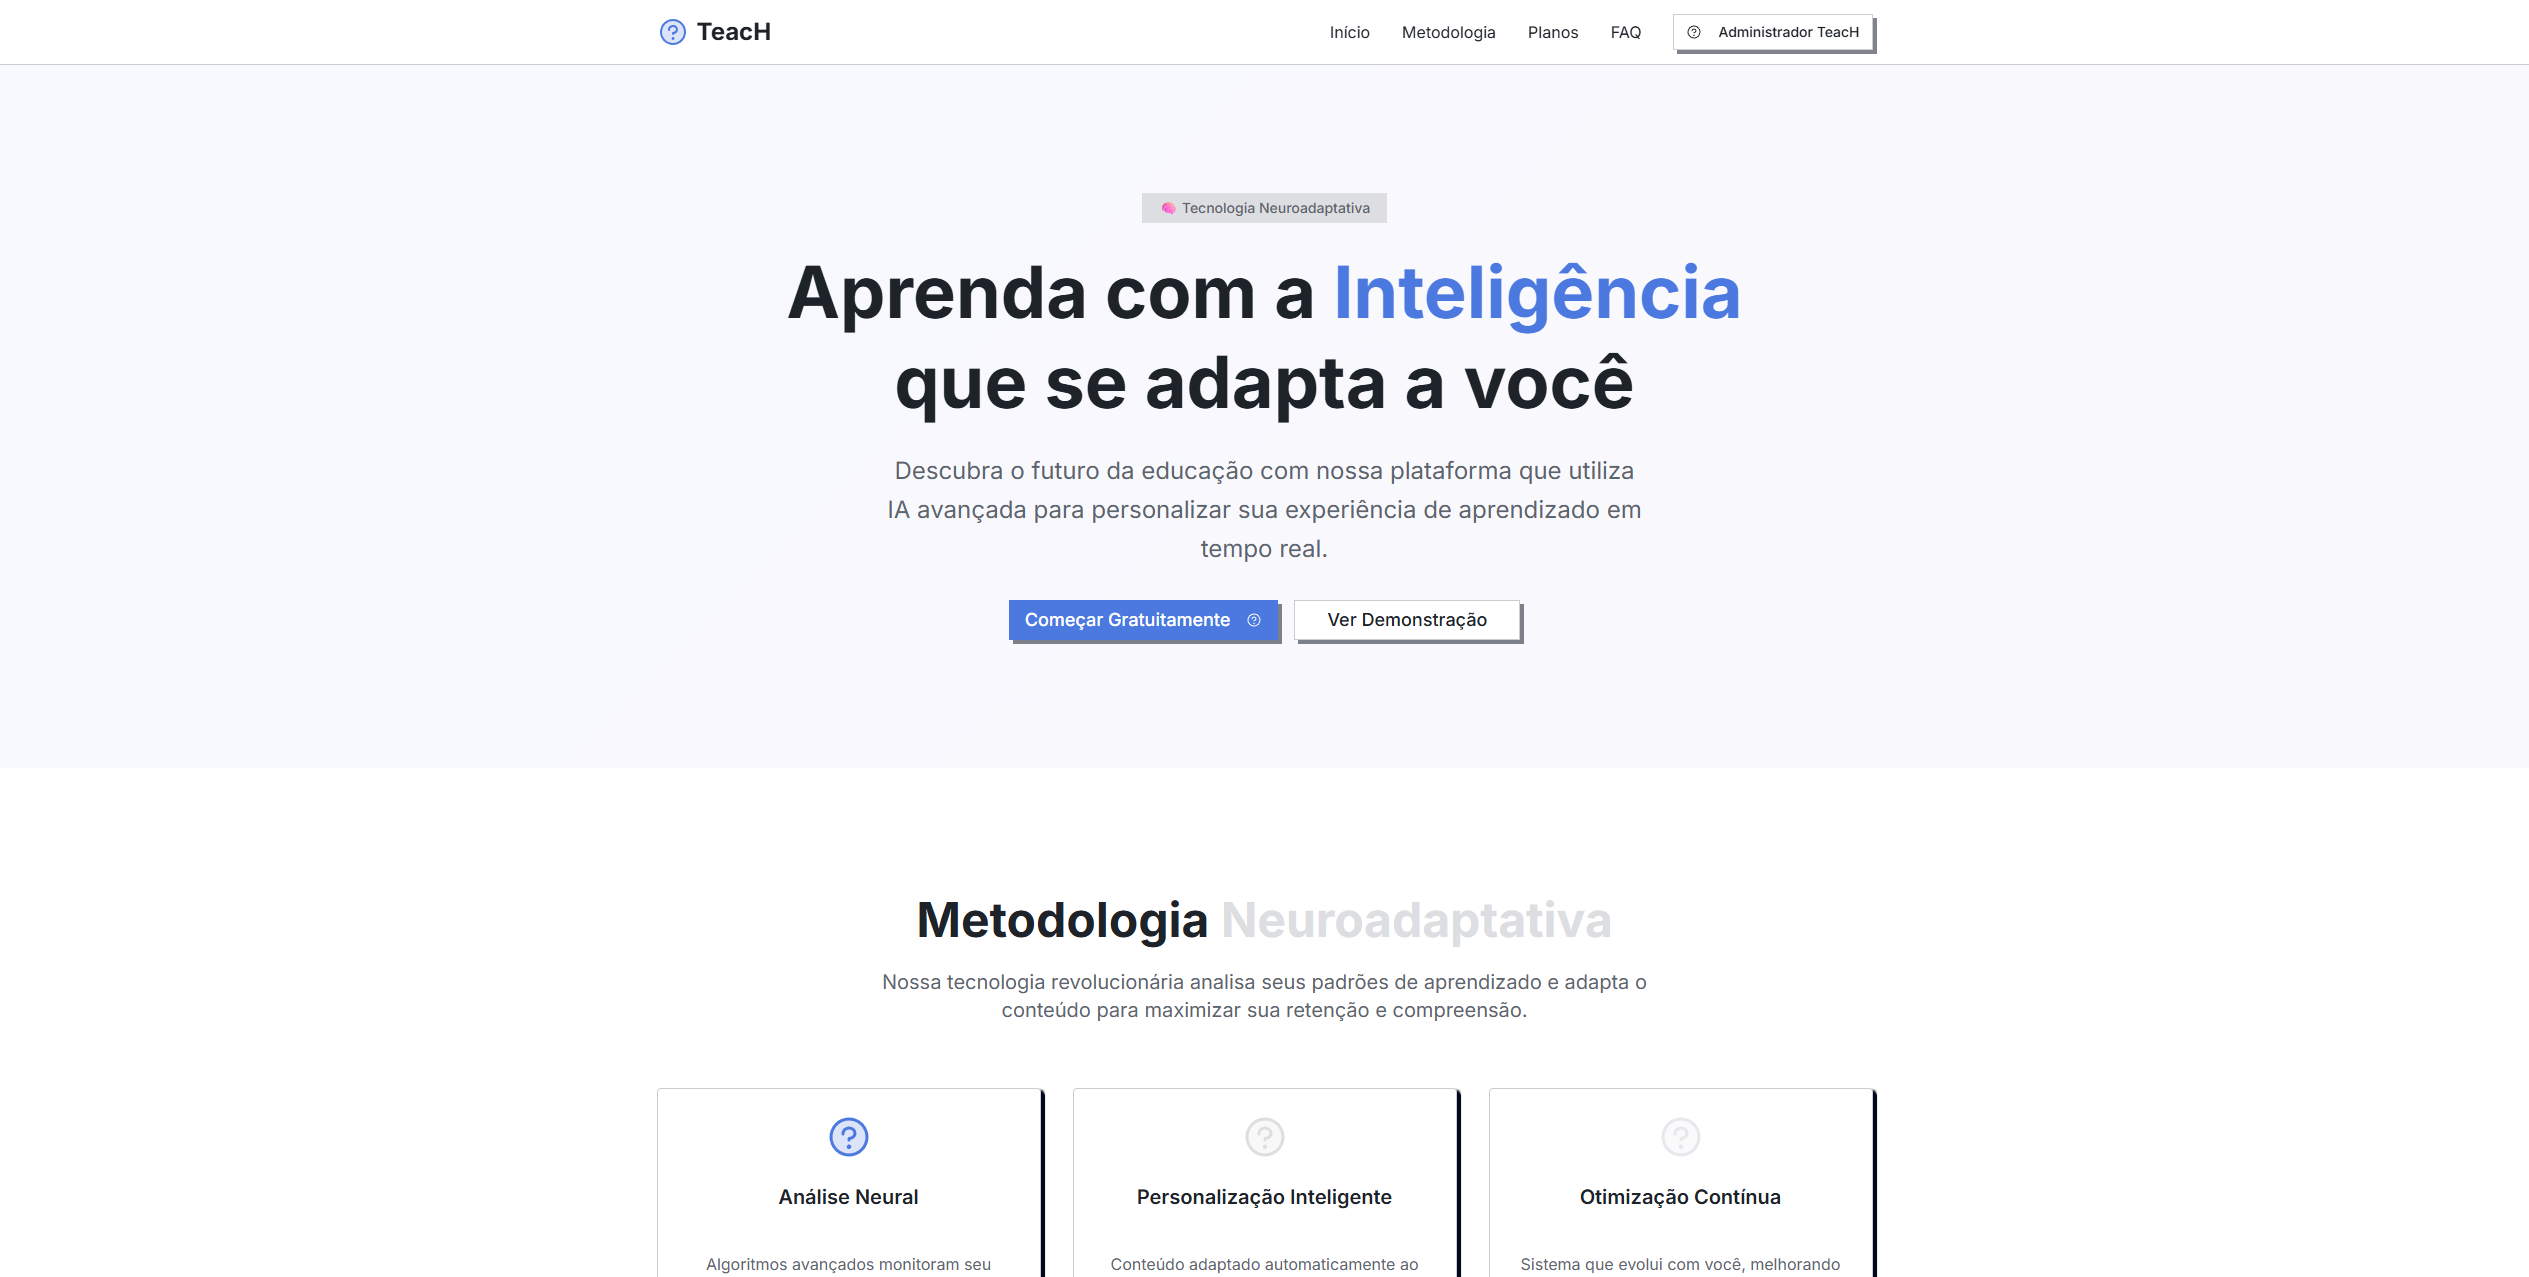 TeacH
Início
Metodologia
Planos
FAQ
Administrador TeacH
🧠 Tecnologia Neuroadaptativa
Aprenda com a Inteligência
que se adapta a você
Descubra o futuro da educação com nossa plataforma que utiliza
IA avançada para personalizar sua experiência de aprendizado em
tempo real.
Começar Gratuitamente
Ver Demonstração
Metodologia Neuroadaptativa
Nossa tecnologia revolucionária analisa seus padrões de aprendizado e adapta o
conteúdo para maximizar sua retenção e compreensão.
Análise Neural
Algoritmos avançados monitoram seu
Personalização Inteligente
Conteúdo adaptado automaticamente ao
Otimização Contínua
Sistema que evolui com você, melhorando